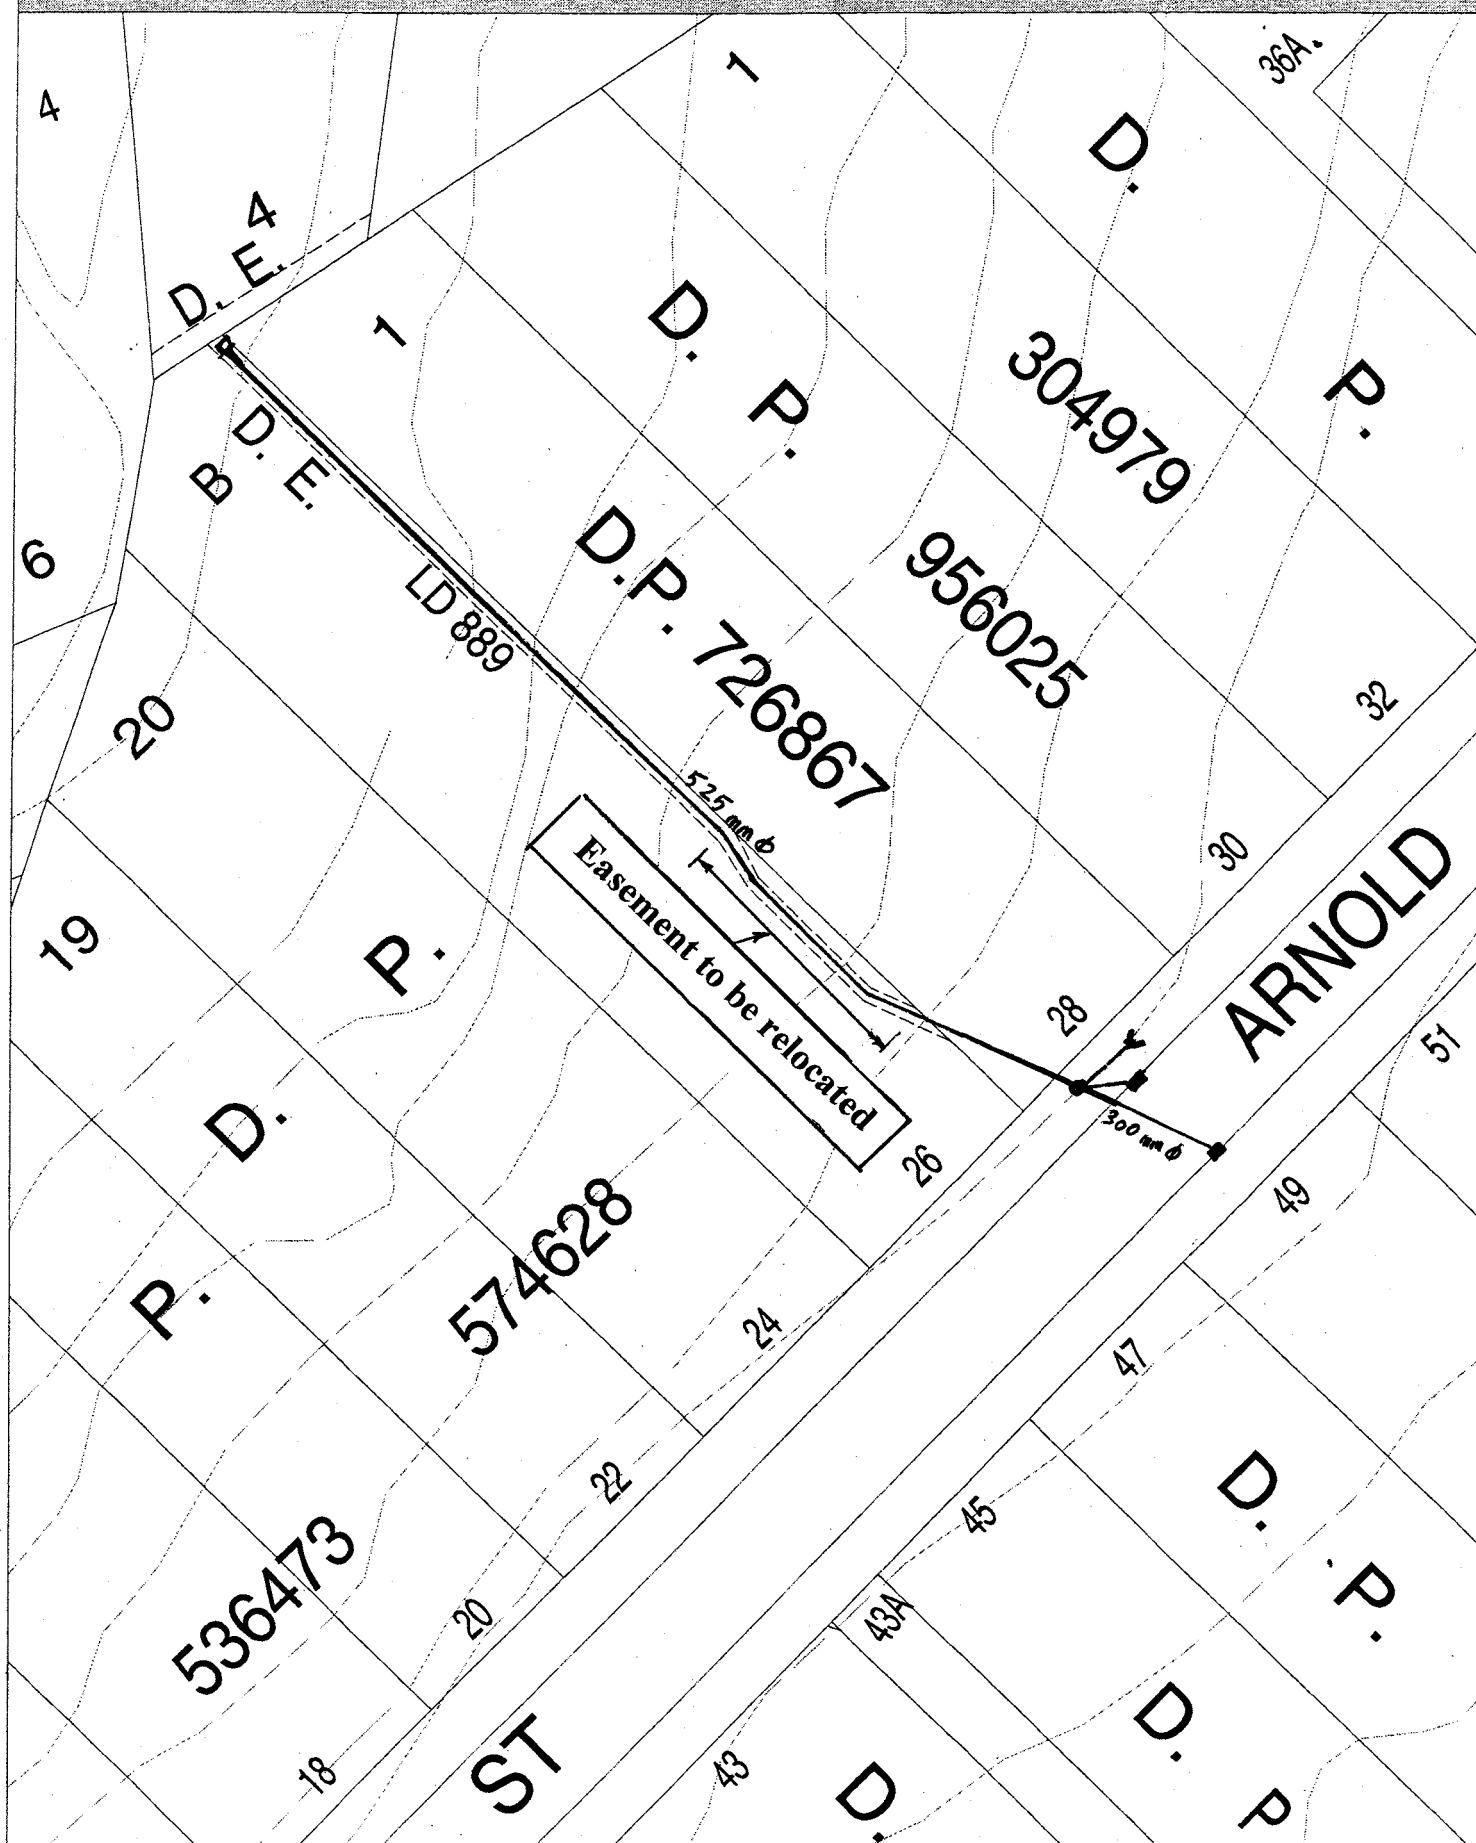 36A.
1
4
D.
4
D. E.
1
D. P.
304979
P.
D. E.
B
6
LD 889
D.P. 726867
956025
32
20
525 mm ϕ
Easement to be relocated
30
ARNOLD
19
P.
28
51
D.
300 mm ϕ
26
49
574628
P.
24
47
22
45
D. P.
536473
20
43A
D. P
18
ST
43
D.